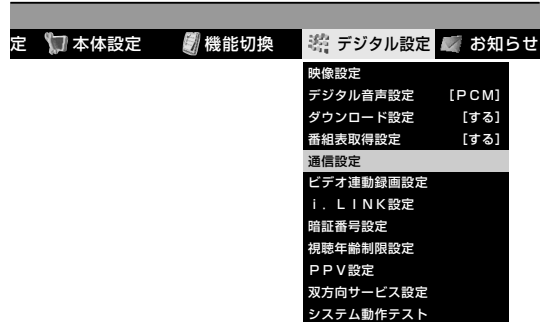 定 本体設定 機能切換 デジタル設定 お知らせ
映像設定
デジタル音声設定 [PCM]
ダウンロード設定 [する]
番組表取得設定 [する]
通信設定
ビデオ連動録画設定
i.LINK設定
暗証番号設定
視聴年齢制限設定
PPV設定
双方向サービス設定
システム動作テスト